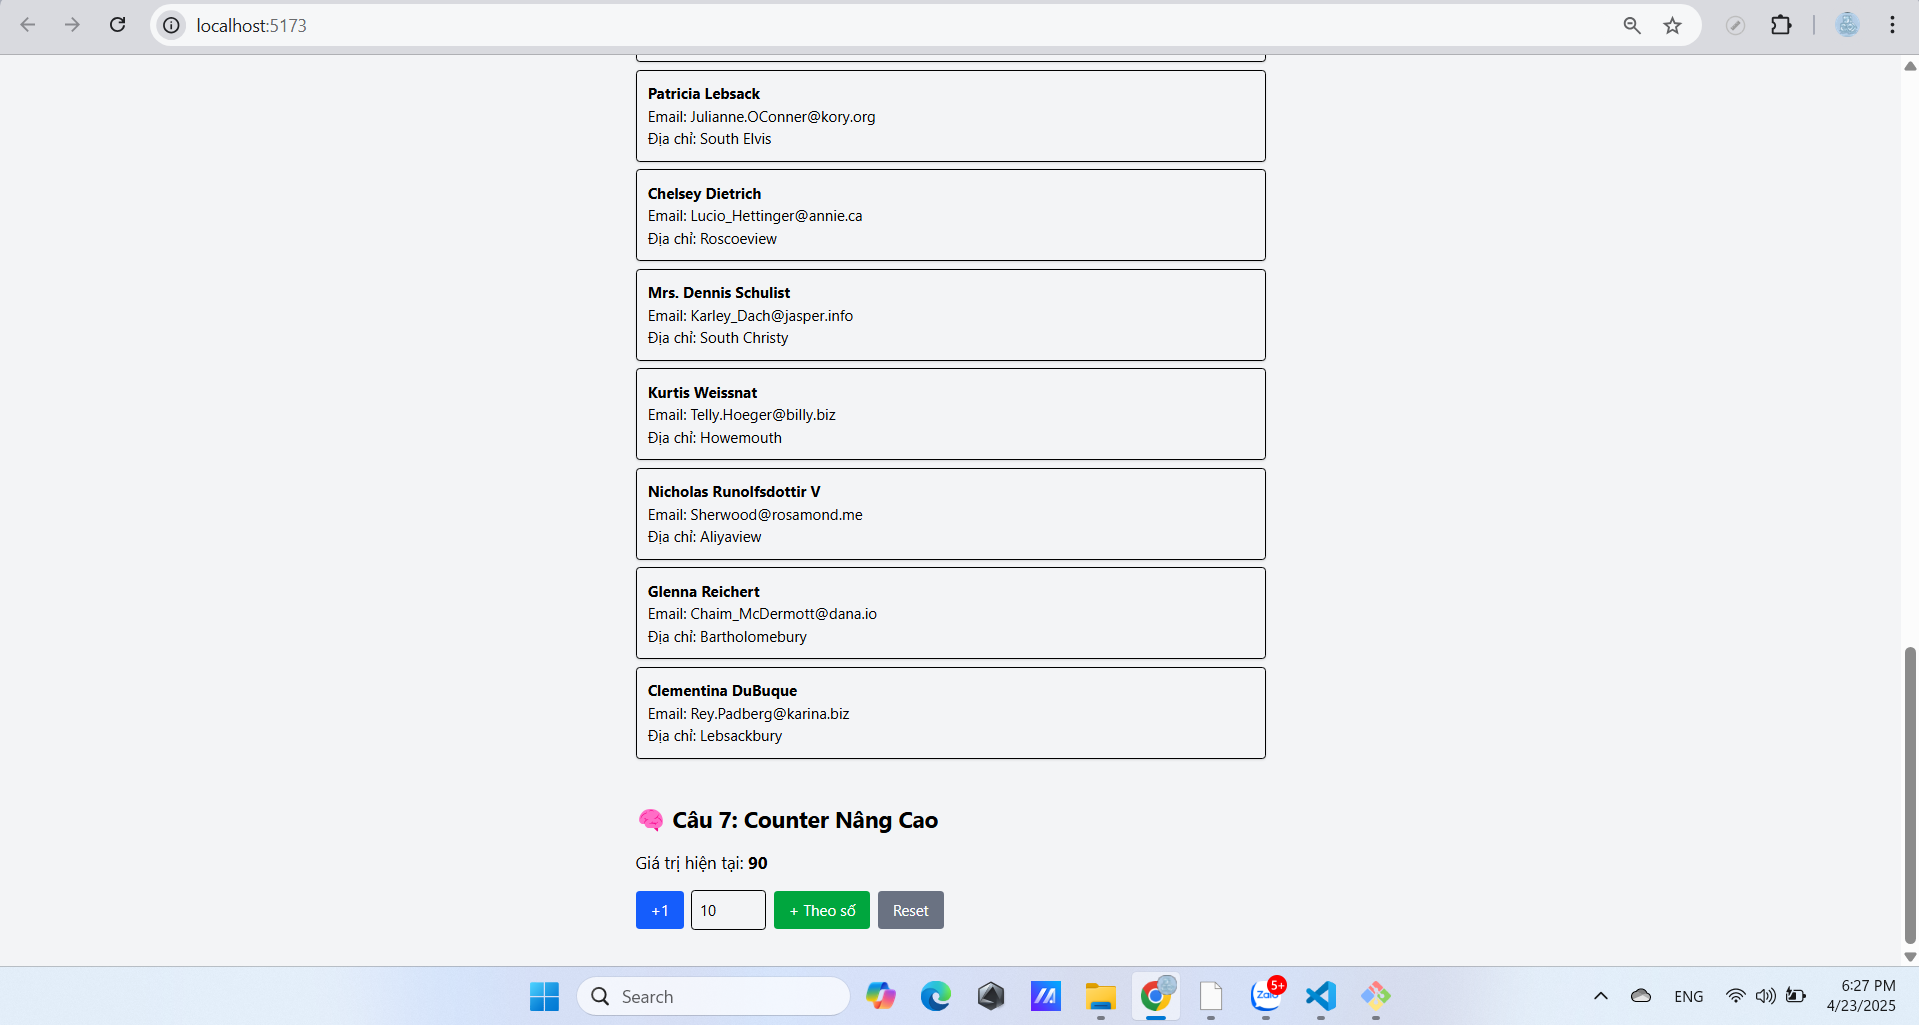 localhost:5173
Patricia Lebsack
Email: Julianne.OConner@kory.org
Địa chỉ: South Elvis
Chelsey Dietrich
Email: Lucio_Hettinger@annie.ca
Địa chỉ: Roscoeview
Mrs. Dennis Schulist
Email: Karley_Dach@jasper.info
Địa chỉ: South Christy
Kurtis Weissnat
Email: Telly.Hoeger@billy.biz
Địa chỉ: Howemouth
Nicholas Runolfsdottir V
Email: Sherwood@rosamond.me
Địa chỉ: Aliyaview
Glenna Reichert
Email: Chaim_McDermott@dana.io
Địa chỉ: Bartholomebury
Clementina DuBuque
Email: Rey.Padberg@karina.biz
Địa chỉ: Lebsackbury
Câu 7: Counter Nâng Cao
Giá trị hiện tại: 90
+1 10 + Theo số Reset
Search Zalo 5+ ENG 6:27 PM
4/23/2025